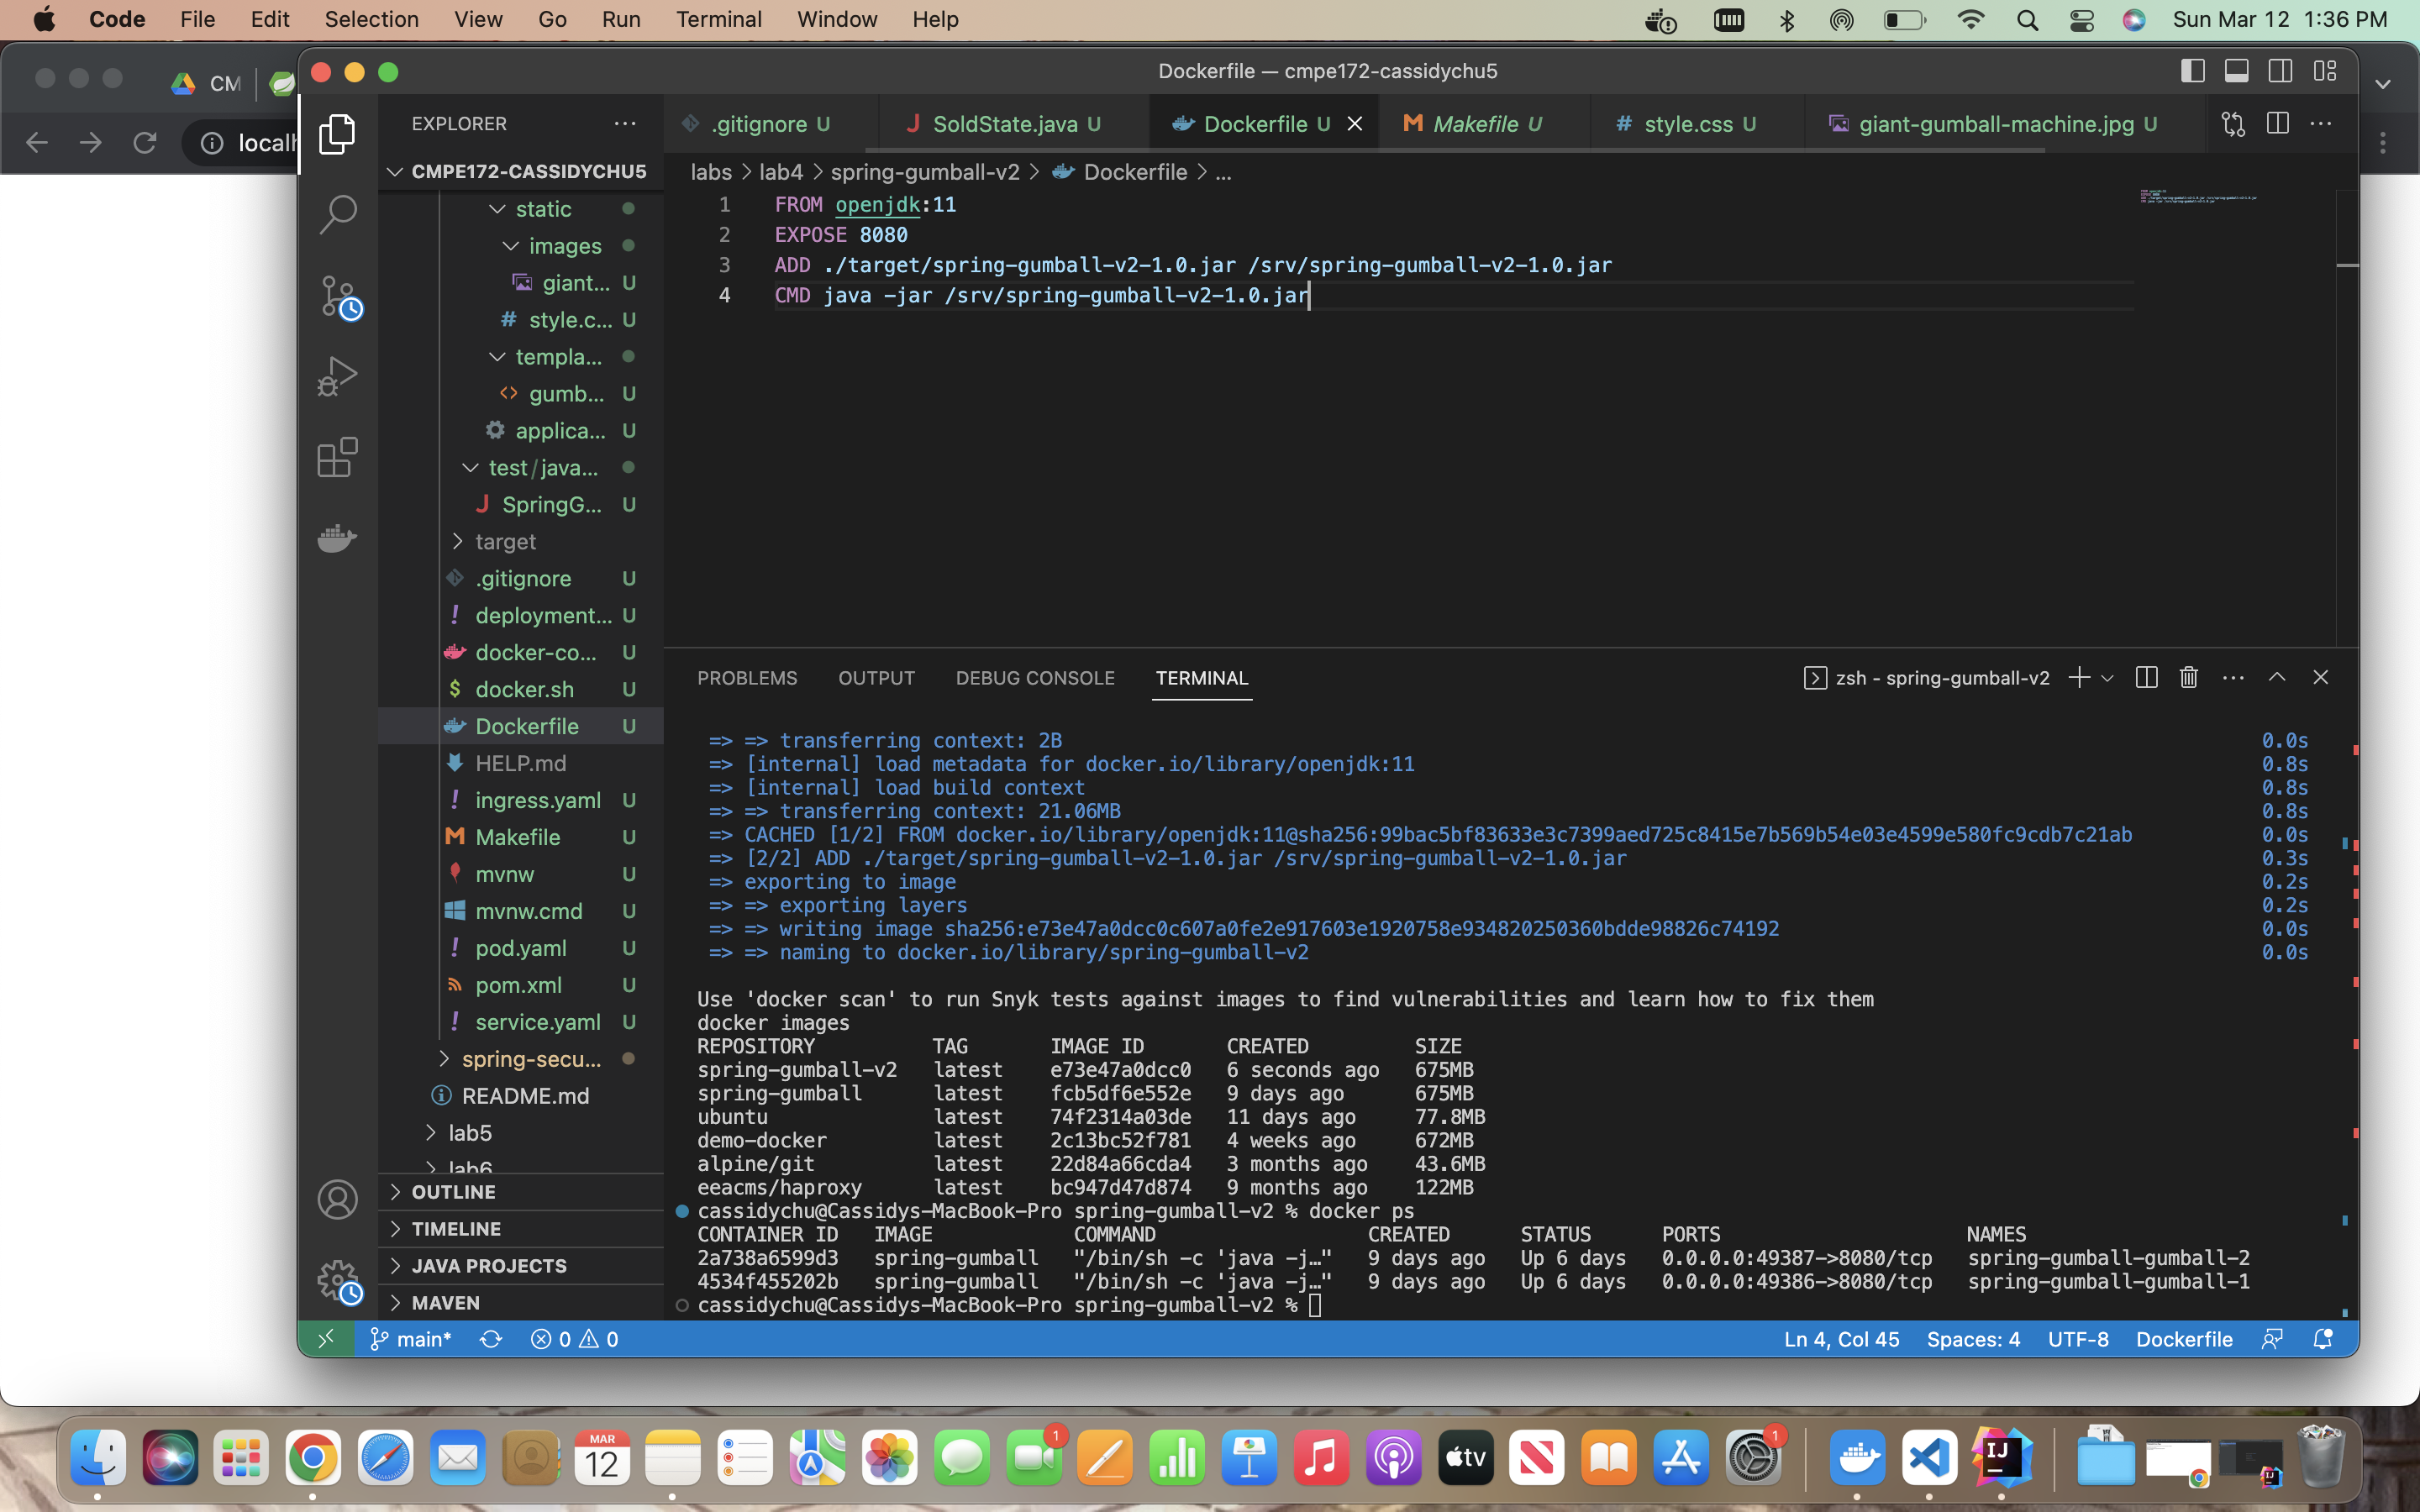 Code File Edit Selection View Go Run Terminal Window Help Sun Mar 12 1:36 PM
CM
localh
Dockerfile — cmpe172-cassidychu5
EXPLORER
.gitignore U SoldState.java U Dockerfile U Makefile U style.css U giant-gumball-machine.jpg U
CMPE172-CASSIDYCHU5
labs > lab4 > spring-gumball-v2 > Dockerfile > ...
static
images
giant... U
style.c... U
templa...
gumb... U
applica... U
test/java...
SpringG... U
target
.gitignore U
deployment... U
docker-co... U
docker.sh U
Dockerfile U
HELP.md
ingress.yaml U
Makefile U
mvnw U
mvnw.cmd U
pod.yaml U
pom.xml U
service.yaml U
spring-secu...
README.md
lab5
lab6
OUTLINE
TIMELINE
JAVA PROJECTS
MAVEN
1 FROM openjdk:11
2 EXPOSE 8080
3 ADD ./target/spring-gumball-v2-1.0.jar /srv/spring-gumball-v2-1.0.jar
4 CMD java -jar /srv/spring-gumball-v2-1.0.jar
PROBLEMS OUTPUT DEBUG CONSOLE TERMINAL zsh - spring-gumball-v2
=> => transferring context: 2B 0.0s
=> [internal] load metadata for docker.io/library/openjdk:11 0.8s
=> [internal] load build context 0.8s
=> => transferring context: 21.06MB 0.8s
=> CACHED [1/2] FROM docker.io/library/openjdk:11@sha256:99bac5bf83633e3c7399aed725c8415e7b569b54e03e4599e580fc9cdb7c21ab 0.0s
=> [2/2] ADD ./target/spring-gumball-v2-1.0.jar /srv/spring-gumball-v2-1.0.jar 0.3s
=> exporting to image 0.2s
=> => exporting layers 0.2s
=> => writing image sha256:e73e47a0dcc0c607a0fe2e917603e1920758e934820250360bdde98826c74192 0.0s
=> => naming to docker.io/library/spring-gumball-v2 0.0s
Use 'docker scan' to run Snyk tests against images to find vulnerabilities and learn how to fix them
docker images
REPOSITORY TAG IMAGE ID CREATED SIZE
spring-gumball-v2 latest e73e47a0dcc0 6 seconds ago 675MB
spring-gumball latest fcb5df6e552e 9 days ago 675MB
ubuntu latest 74f2314a03de 11 days ago 77.8MB
demo-docker latest 2c13bc52f781 4 weeks ago 672MB
alpine/git latest 22d84a66cda4 3 months ago 43.6MB
eeacms/haproxy latest bc947d47d874 9 months ago 122MB
cassidychu@Cassidys-MacBook-Pro spring-gumball-v2 % docker ps
CONTAINER ID IMAGE COMMAND CREATED STATUS PORTS NAMES
2a738a6599d3 spring-gumball "/bin/sh -c 'java -j…" 9 days ago Up 6 days 0.0.0.0:49387->8080/tcp spring-gumball-gumball-2
4534f455202b spring-gumball "/bin/sh -c 'java -j…" 9 days ago Up 6 days 0.0.0.0:49386->8080/tcp spring-gumball-gumball-1
cassidychu@Cassidys-MacBook-Pro spring-gumball-v2 %
main* 0 0 Ln 4, Col 45 Spaces: 4 UTF-8 Dockerfile
MAR
12
1
tv
1
IJ